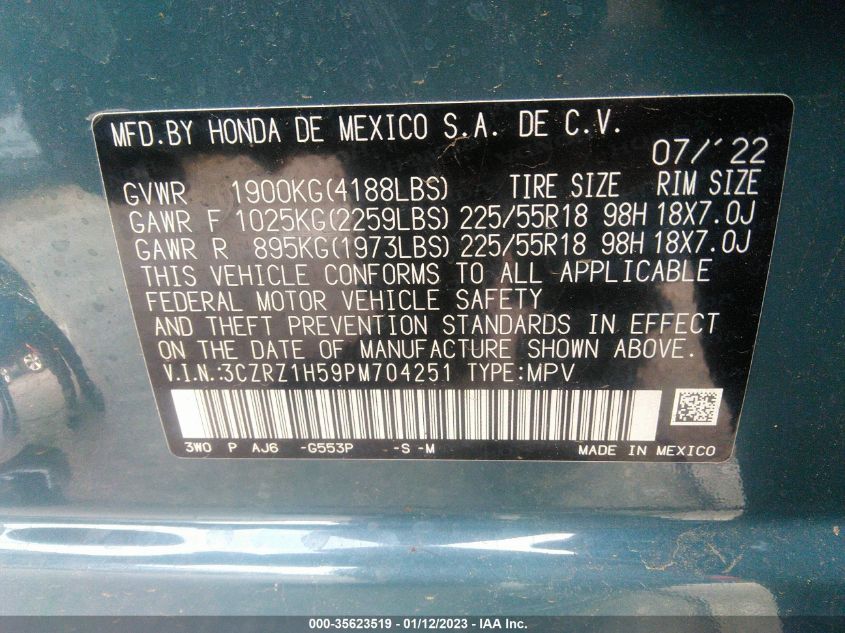 MFD.BY HONDA DE MEXICO S.A. DE C.V.
07/'22
GVWR 1900KG(4188LBS) TIRE SIZE RIM SIZE
GAWR F 1025KG(2259LBS) 225/55R18 98H 18X7.0J
GAWR R 895KG(1973LBS) 225/55R18 98H 18X7.0J
THIS VEHICLE CONFORMS TO ALL APPLICABLE
FEDERAL MOTOR VEHICLE SAFETY
AND THEFT PREVENTION STANDARDS IN EFFECT
ON THE DATE OF MANUFACTURE SHOWN ABOVE.
V.I.N.:3CZRZ1H59PM704251 TYPE:MPV
3W0 P AJ6 -G553P -S -M MADE IN MEXICO
000-35623519 / 01/12/2023 - IAA Inc.